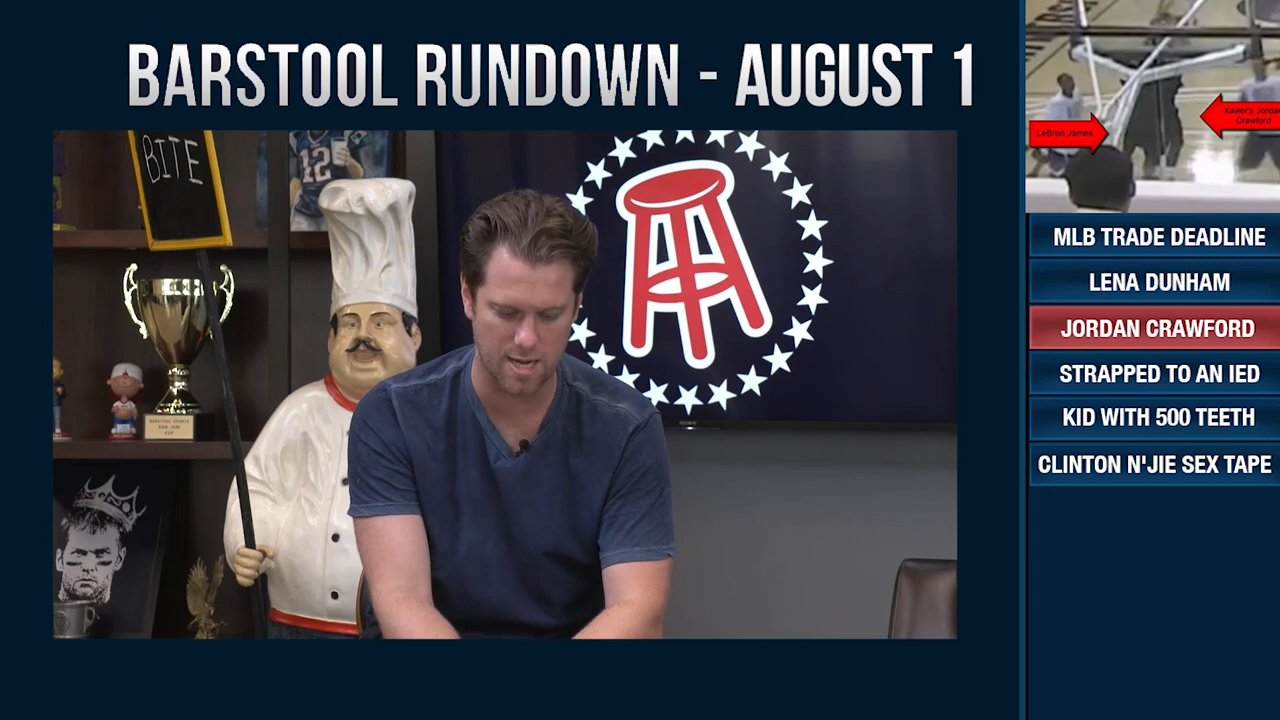 BARSTOOL RUNDOWN - AUGUST 1
BITE
12
LeBron James
Xavier's Jordan
Crawford
MLB TRADE DEADLINE
LENA DUNHAM
JORDAN CRAWFORD
STRAPPED TO AN IED
KID WITH 500 TEETH
CLINTON N'JIE SEX TAPE